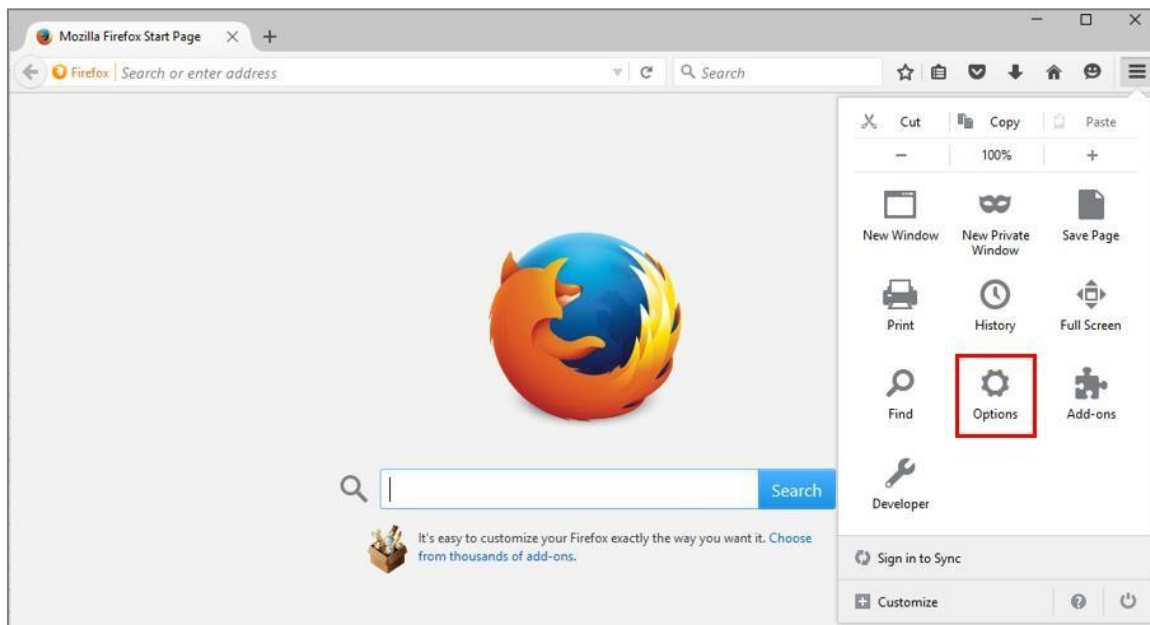 Mozilla Firefox Start Page
Firefox Search or enter address
Search
Cut Copy Paste
100%
New Window New Private Window Save Page
Print History Full Screen
Find Options Add-ons
Developer
Search
It's easy to customize your Firefox exactly the way you want it. Choose
from thousands of add-ons.
Sign in to Sync
Customize